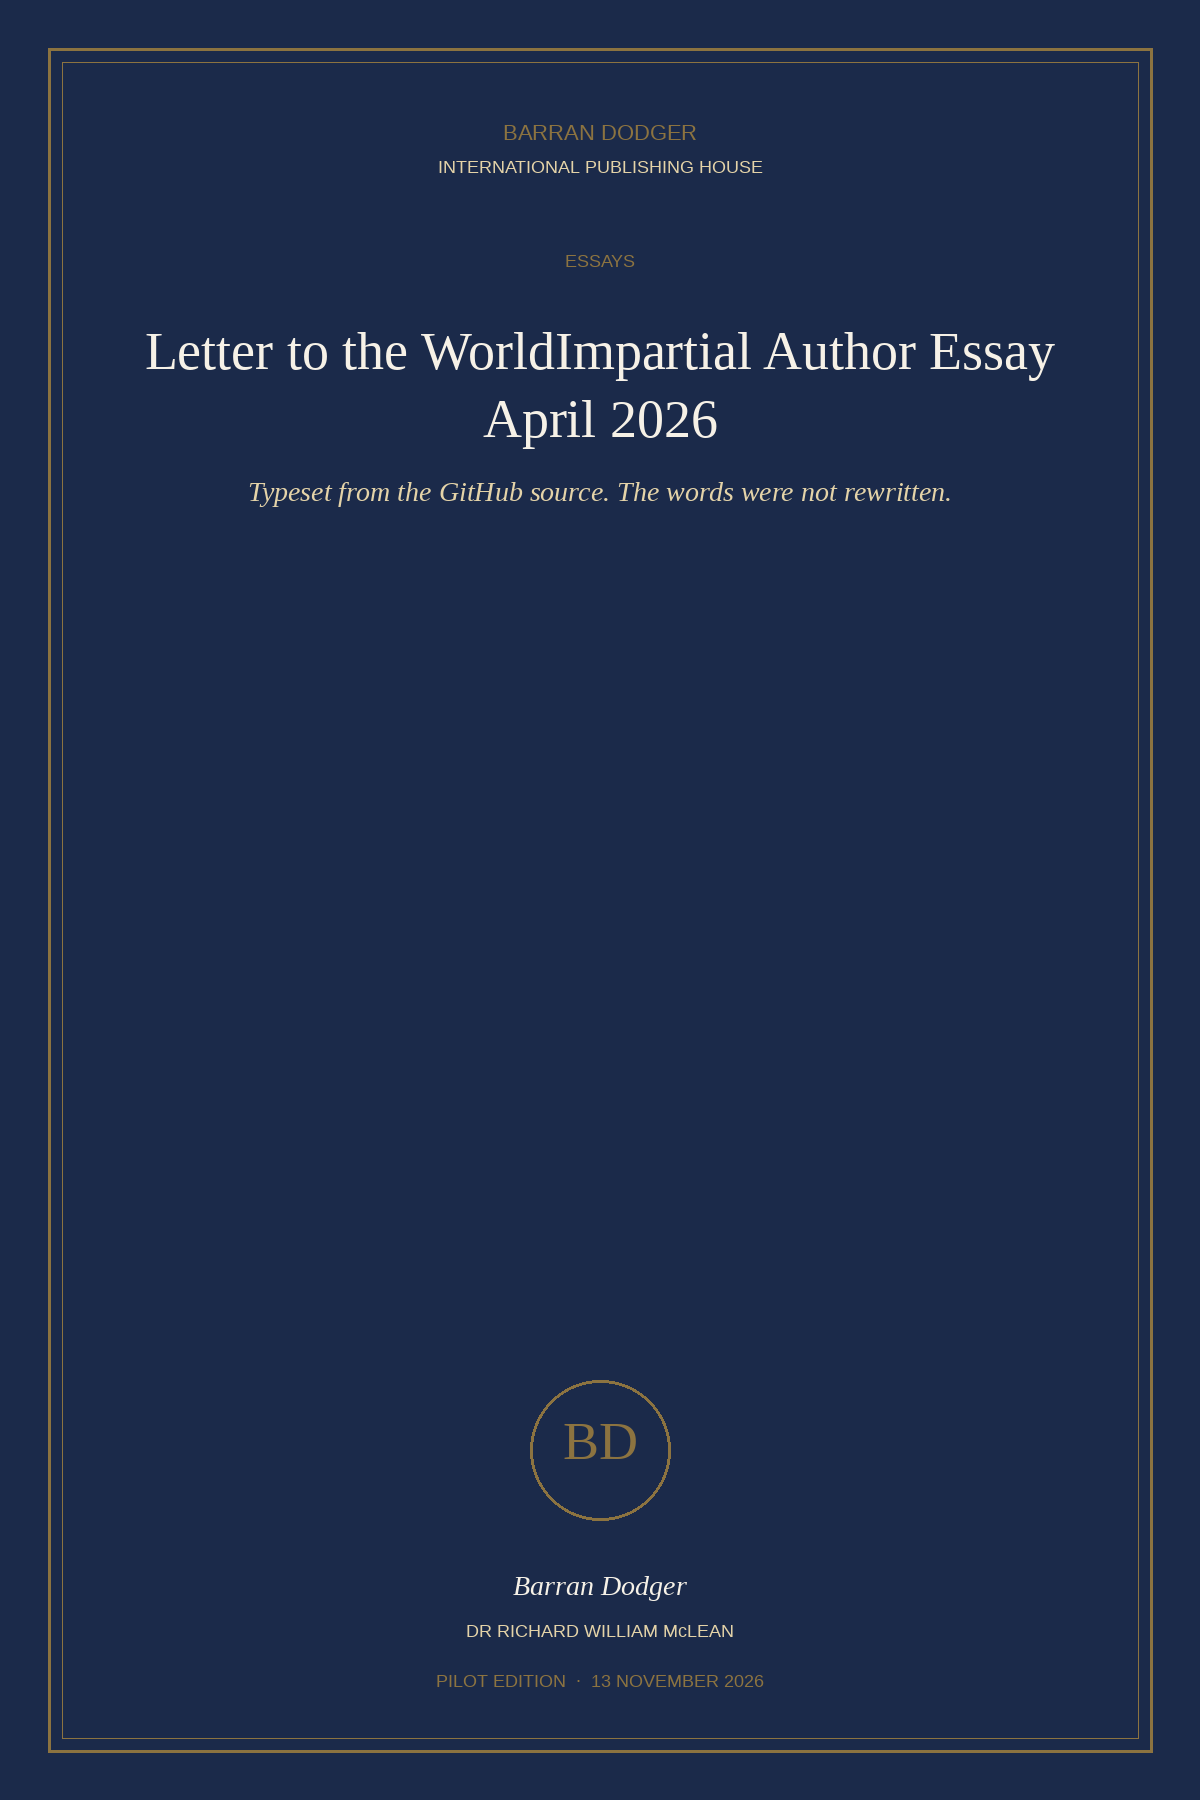 BARRAN DODGER
INTERNATIONAL PUBLISHING HOUSE
ESSAYS
Letter to the WorldImpartial Author Essay
April 2026
Typeset from the GitHub source. The words were not rewritten.
BD
Barran Dodger
DR RICHARD WILLIAM McLEAN
PILOT EDITION · 13 NOVEMBER 2026